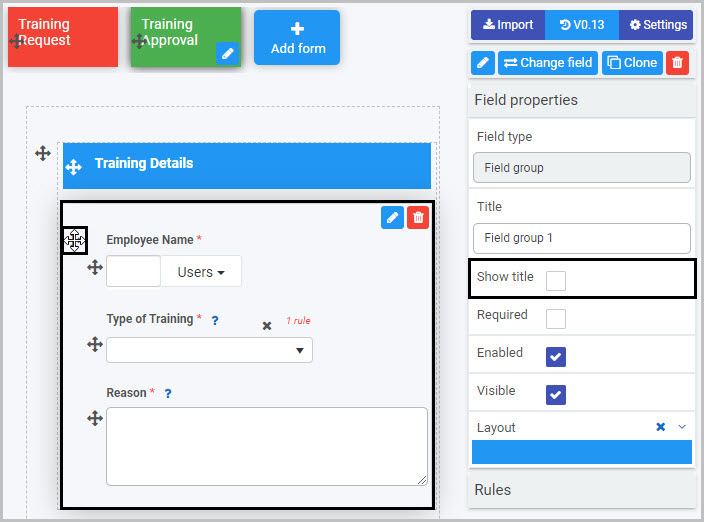 Training
Request
Training
Approval
Add form
Import
V0.13
Settings
Change field
Clone
Training Details
Employee Name *
Users
Type of Training * ?
1 rule
Reason * ?
Field properties
Field type
Field group
Title
Field group 1
Show title
Required
Enabled
Visible
Layout
Rules